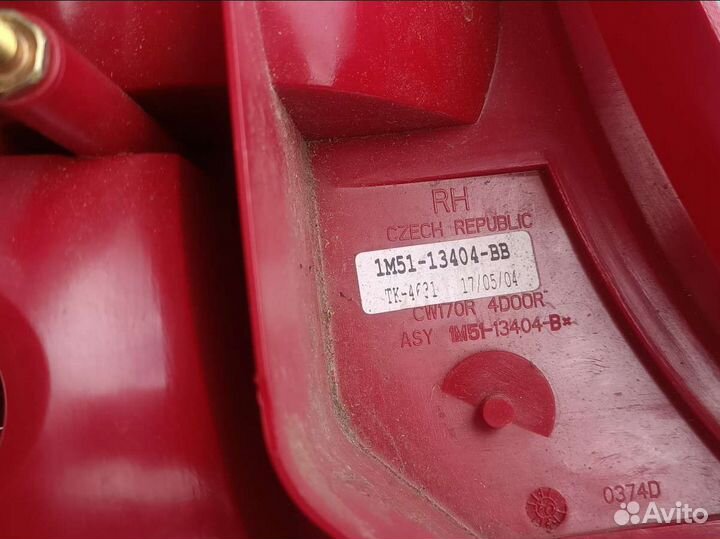 RH
CZECH REPUBLIC
1M51-13404-BB
TK-4631 17/05/04
CW170R 4DOOR
ASY 1M51-13404-B*
0374D
Avito